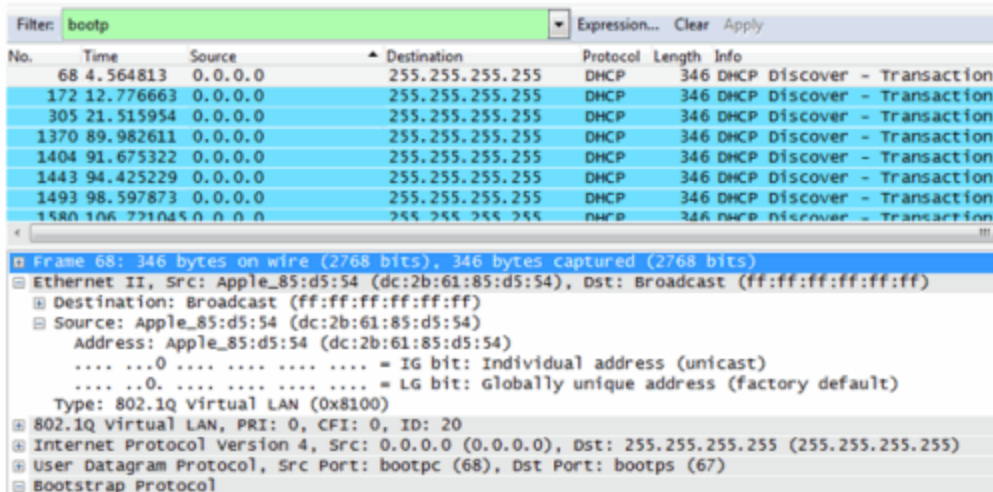 Filter: bootp Expression... Clear Apply
No. Time Source Destination Protocol Length Info
68 4.564813 0.0.0.0 255.255.255.255 DHCP 346 DHCP Discover - Transaction
172 12.776663 0.0.0.0 255.255.255.255 DHCP 346 DHCP Discover - Transaction
305 21.515954 0.0.0.0 255.255.255.255 DHCP 346 DHCP Discover - Transaction
1370 89.982611 0.0.0.0 255.255.255.255 DHCP 346 DHCP Discover - Transaction
1404 91.675322 0.0.0.0 255.255.255.255 DHCP 346 DHCP Discover - Transaction
1443 94.425229 0.0.0.0 255.255.255.255 DHCP 346 DHCP Discover - Transaction
1493 98.597873 0.0.0.0 255.255.255.255 DHCP 346 DHCP Discover - Transaction
1580 106.721045 0.0.0.0 255.255.255.255 DHCP 346 DHCP Discover - Transaction
Frame 68: 346 bytes on wire (2768 bits), 346 bytes captured (2768 bits)
Ethernet II, Src: Apple_85:d5:54 (dc:2b:61:85:d5:54), Dst: Broadcast (ff:ff:ff:ff:ff:ff)
Destination: Broadcast (ff:ff:ff:ff:ff:ff)
Source: Apple_85:d5:54 (dc:2b:61:85:d5:54)
Address: Apple_85:d5:54 (dc:2b:61:85:d5:54)
.... ...0 .... .... .... .... = IG bit: Individual address (unicast)
.... ..0. .... .... .... .... = LG bit: Globally unique address (factory default)
Type: 802.1Q Virtual LAN (0x8100)
802.1Q Virtual LAN, PRI: 0, CFI: 0, ID: 20
Internet Protocol Version 4, Src: 0.0.0.0 (0.0.0.0), Dst: 255.255.255.255 (255.255.255.255)
User Datagram Protocol, Src Port: bootpc (68), Dst Port: bootps (67)
Bootstrap Protocol